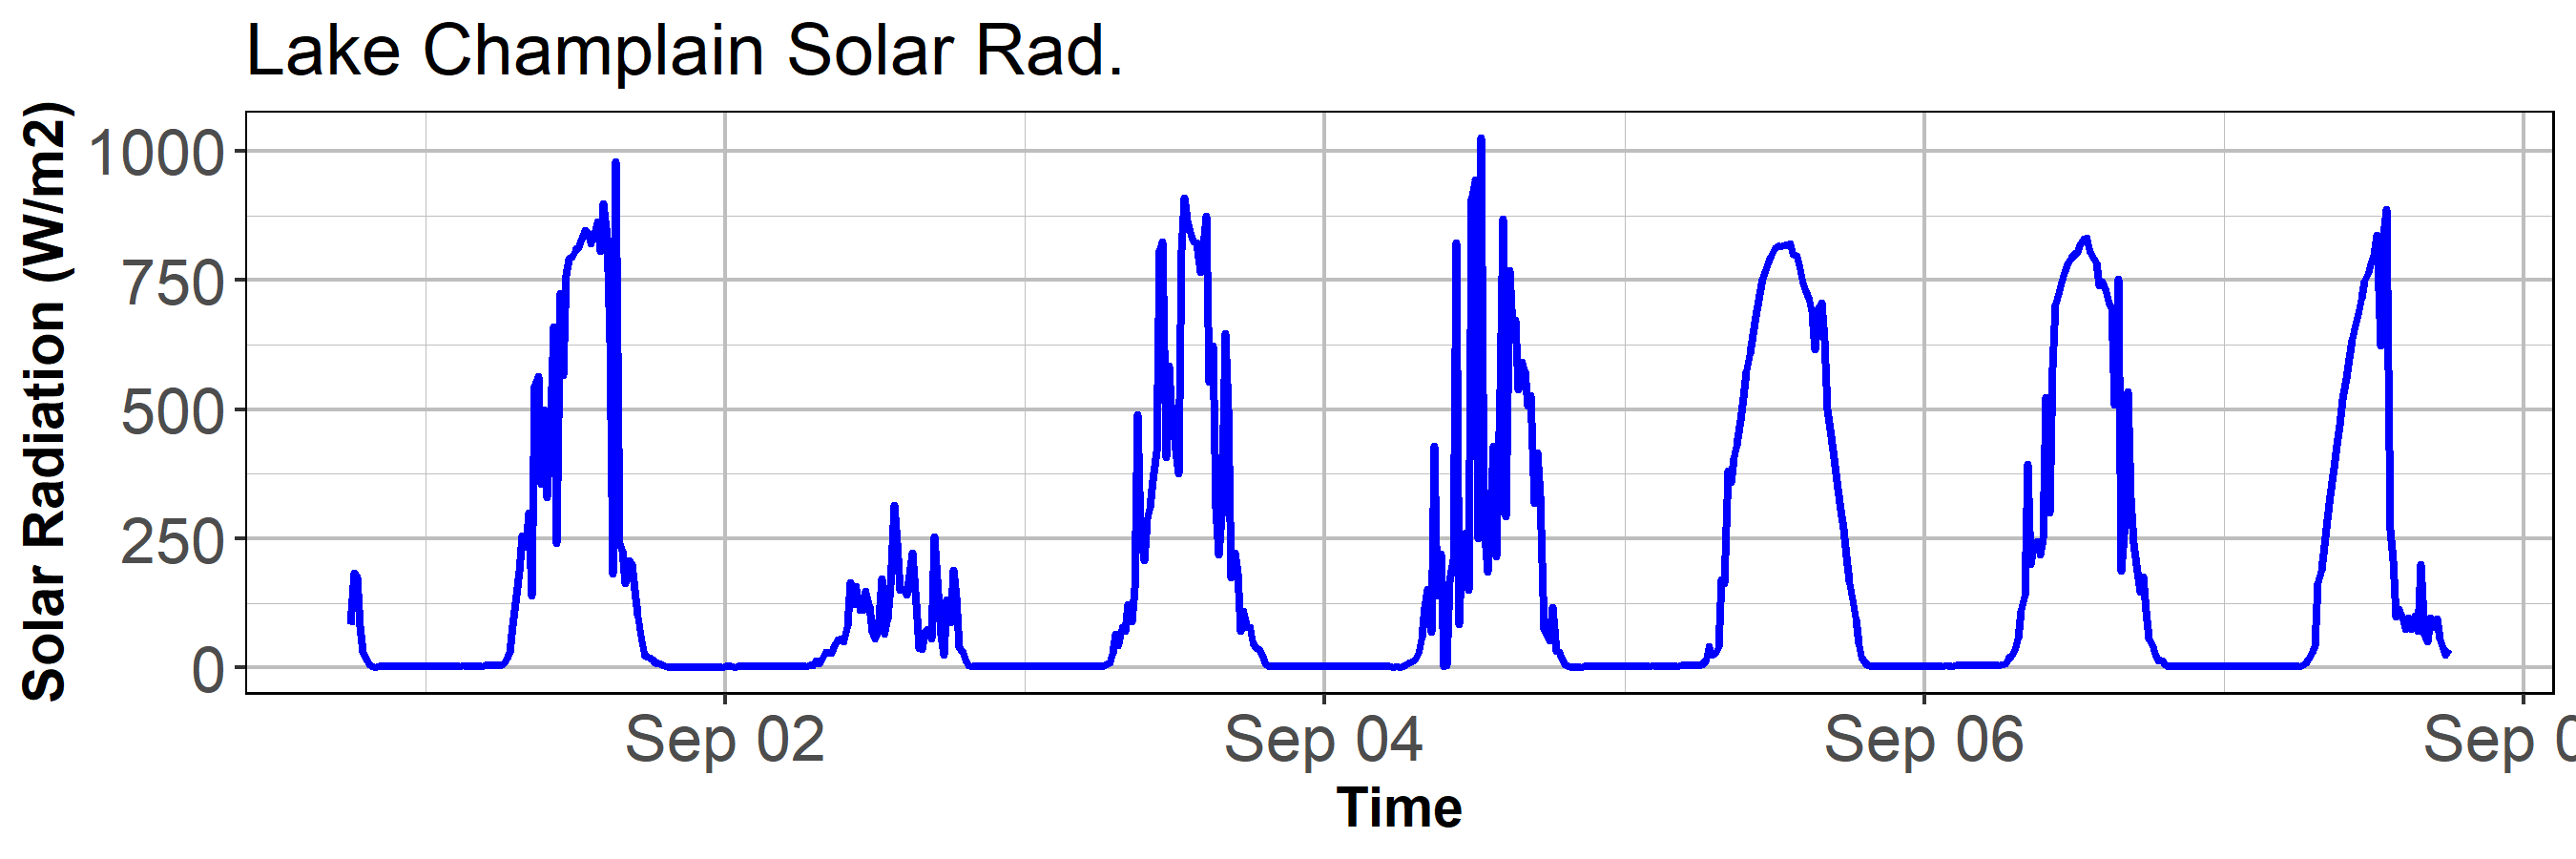 Lake Champlain Solar Rad.
Solar Radiation (W/m2)
1000
750
500
250
0
Sep 02 Sep 04 Sep 06 Sep
Time